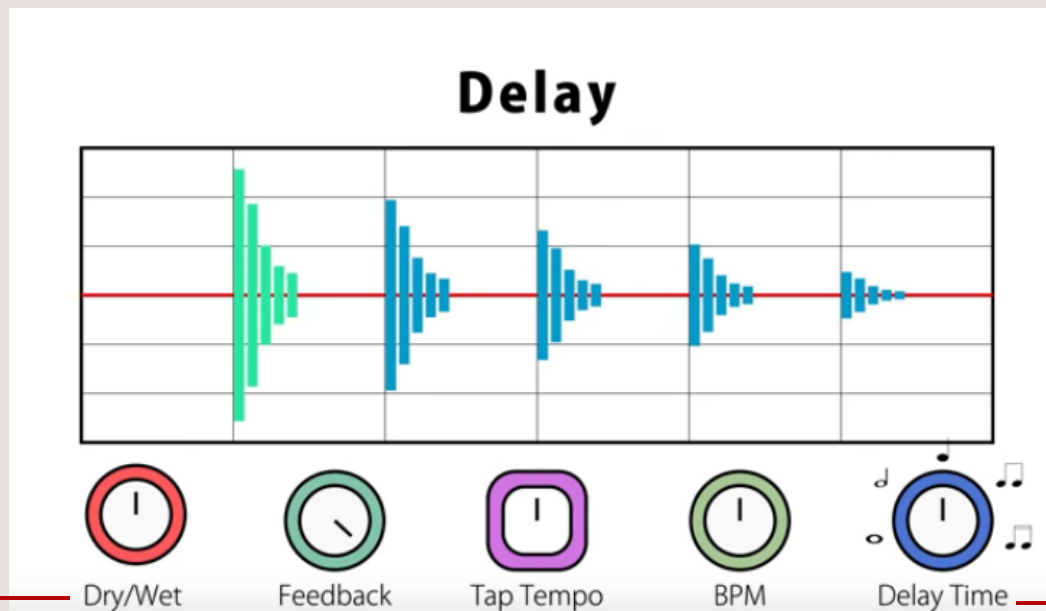 Delay
Dry/Wet
Feedback
Tap Tempo
BPM
Delay Time